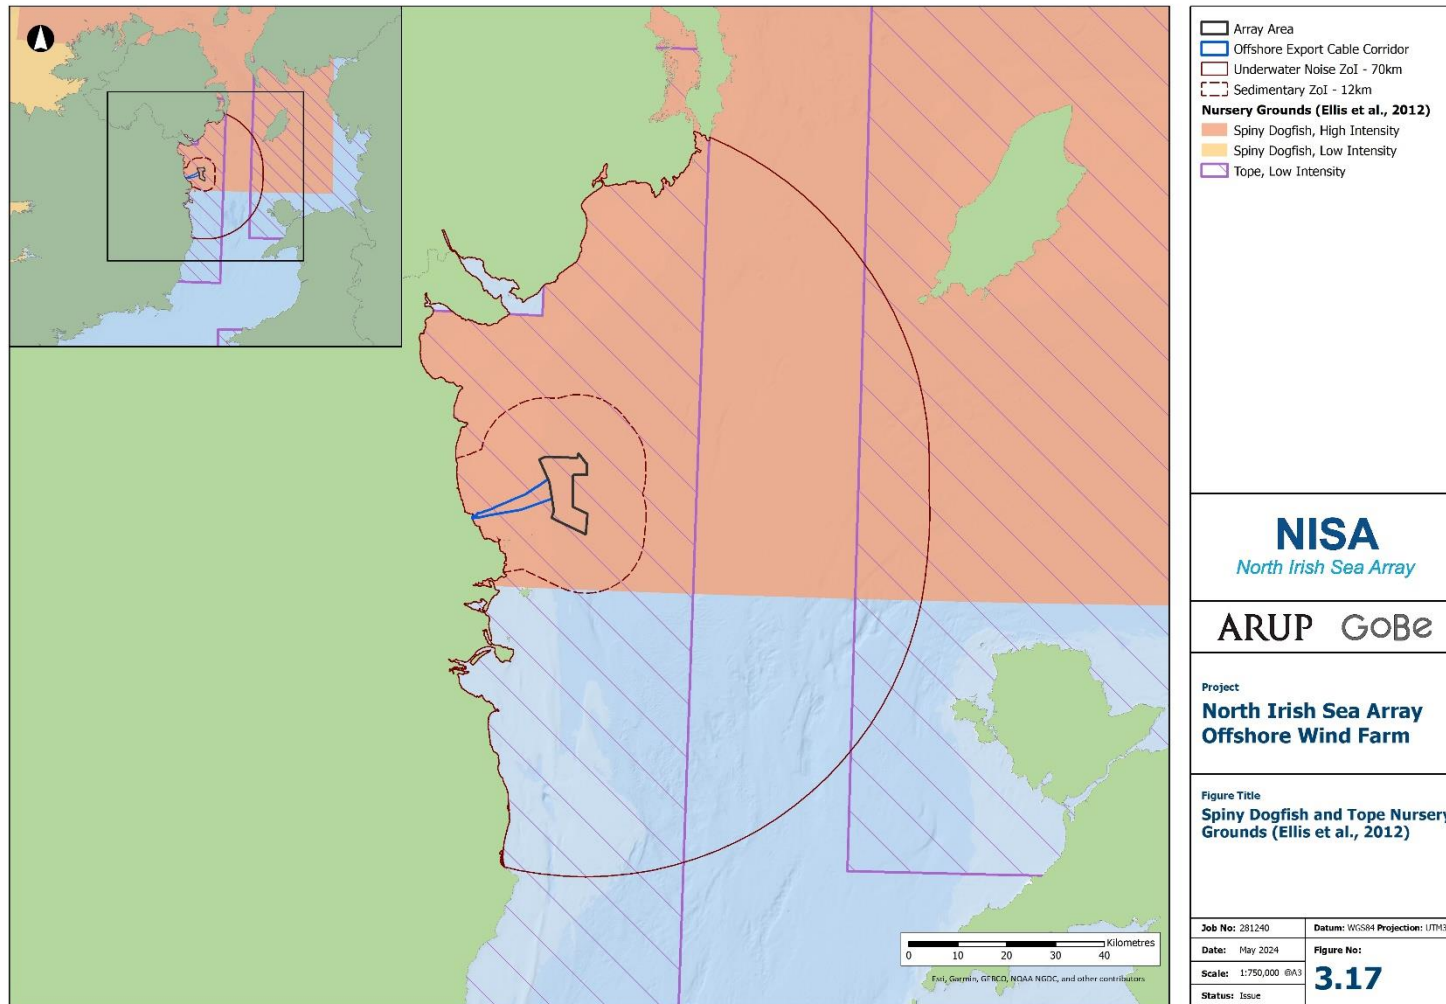 Array Area
Offshore Export Cable Corridor
Underwater Noise ZoI - 70km
Sedimentary ZoI - 12km
Nursery Grounds (Ellis et al., 2012)
Spiny Dogfish, High Intensity
Spiny Dogfish, Low Intensity
Tope, Low Intensity
NISA
North Irish Sea Array
ARUP GoBe
Project
North Irish Sea Array
Offshore Wind Farm
Figure Title
Spiny Dogfish and Tope Nursery
Grounds (Ellis et al., 2012)
Job No: 281240
Datum: WGS84 Projection: UTM3
Date: May 2024
Figure No:
Scale: 1:750,000 @A3
3.17
Status: Issue
Kilometres
0 10 20 30 40
Esri, Garmin, GEBCO, NOAA NGDC, and other contributors